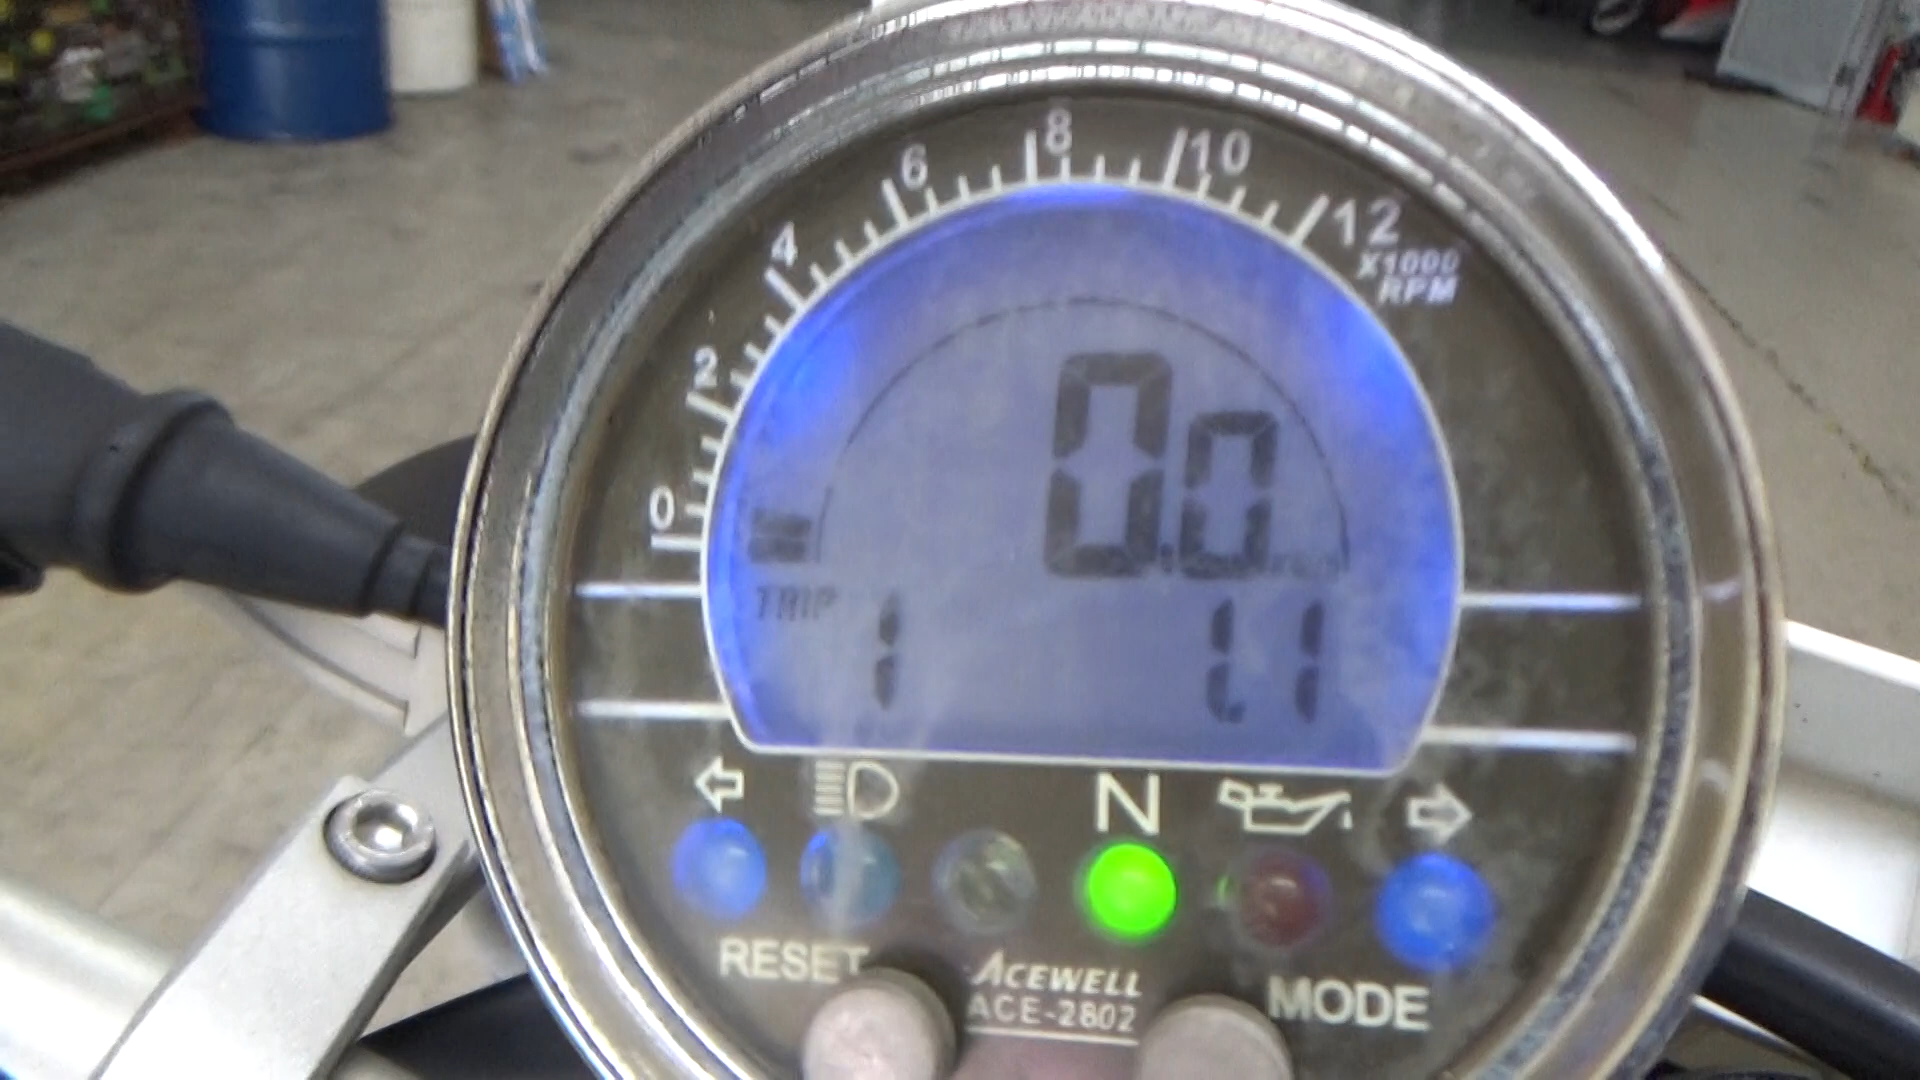 0 2 4 6 8 10 12
X1000
RPM
0.0
TRIP 1 1.1
N
RESET MODE
ACEWELL
ACE-2802